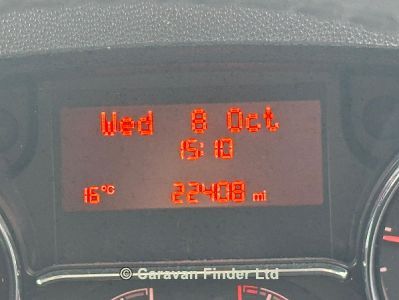 Wed 8 Oct
15:10
16°C 22408 mi
© Caravan Finder Ltd